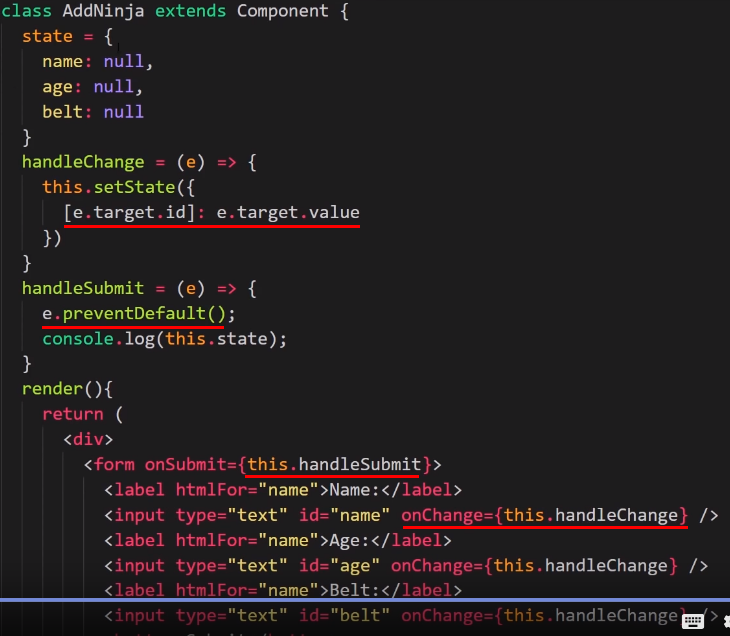 class AddNinja extends Component {
state = {
name: null,
age: null,
belt: null
}
handleChange = (e) => {
this.setState({
[e.target.id]: e.target.value
})
}
handleSubmit = (e) => {
e.preventDefault();
console.log(this.state);
}
render(){
return (
<div>
<form onSubmit={this.handleSubmit}>
<label htmlFor="name">Name:</label>
<input type="text" id="name" onChange={this.handleChange} />
<label htmlFor="name">Age:</label>
<input type="text" id="age" onChange={this.handleChange} />
<label htmlFor="name">Belt:</label>
<input type="text" id="belt" onChange={this.handleChange} />